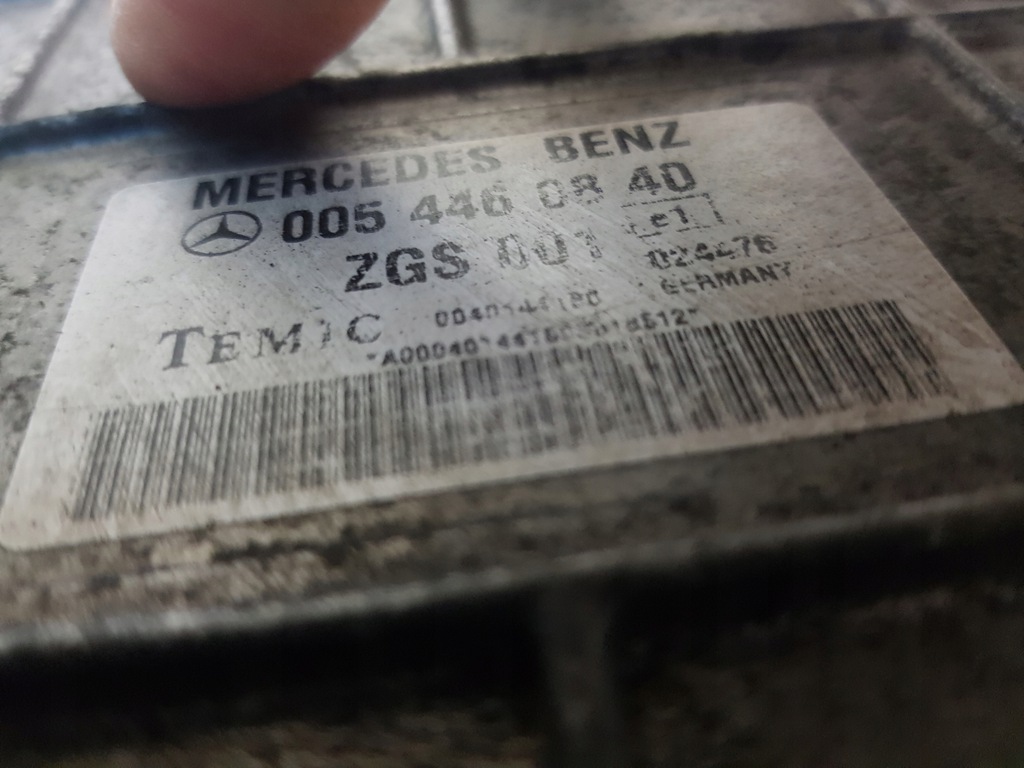 MERCEDES BENZ
005 446 08 40
ZGS 001 e1
024476
TEMIC GERMANY